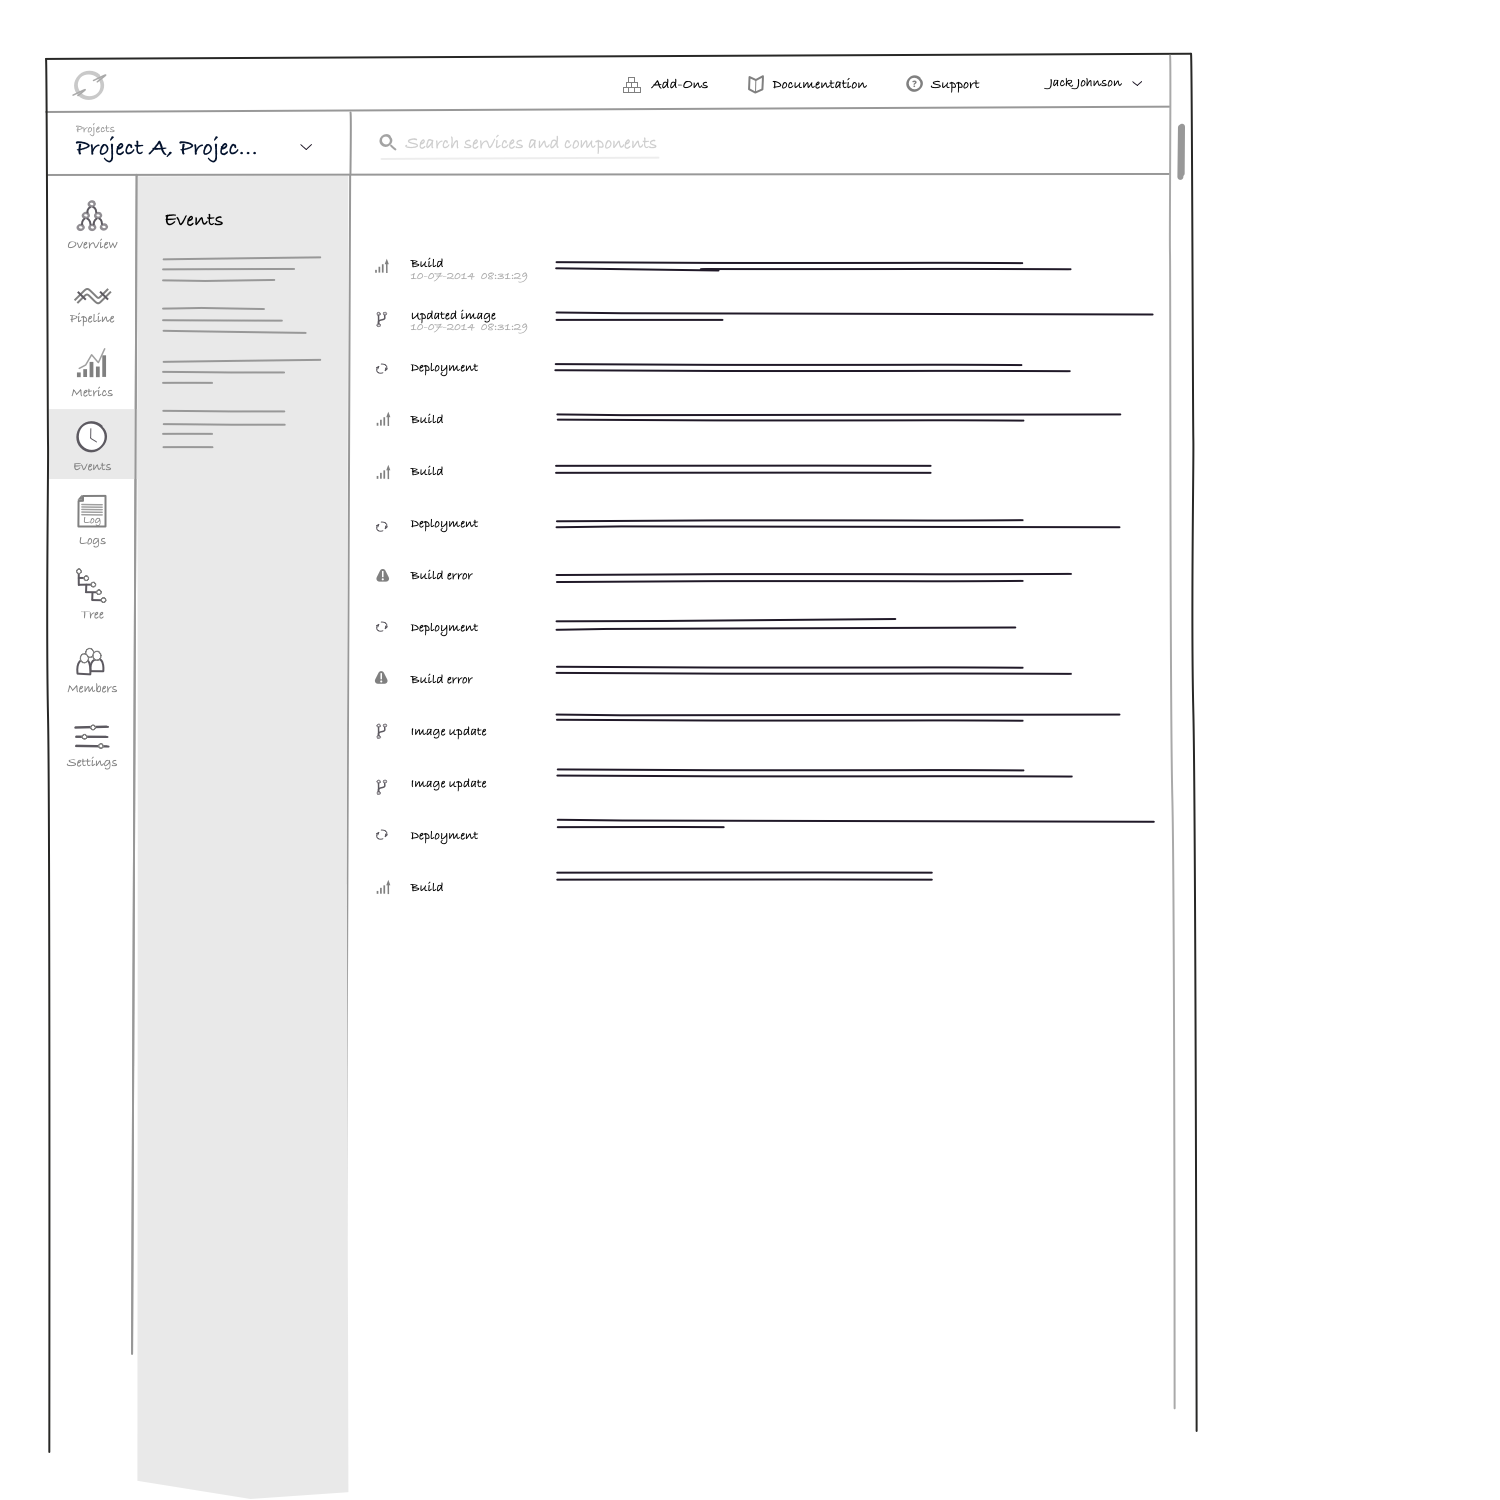 Add-Ons
Documentation
Support
Jack Johnson
Projects
Project A, Projec...
Search services and components
Overview
Pipeline
Metrics
Events
Log
Logs
Tree
Members
Settings
Events
Build
10-07-2014 08:31:29
Updated image
10-07-2014 08:31:29
Deployment
Build
Build
Deployment
Build error
Deployment
Build error
Image update
Image update
Deployment
Build